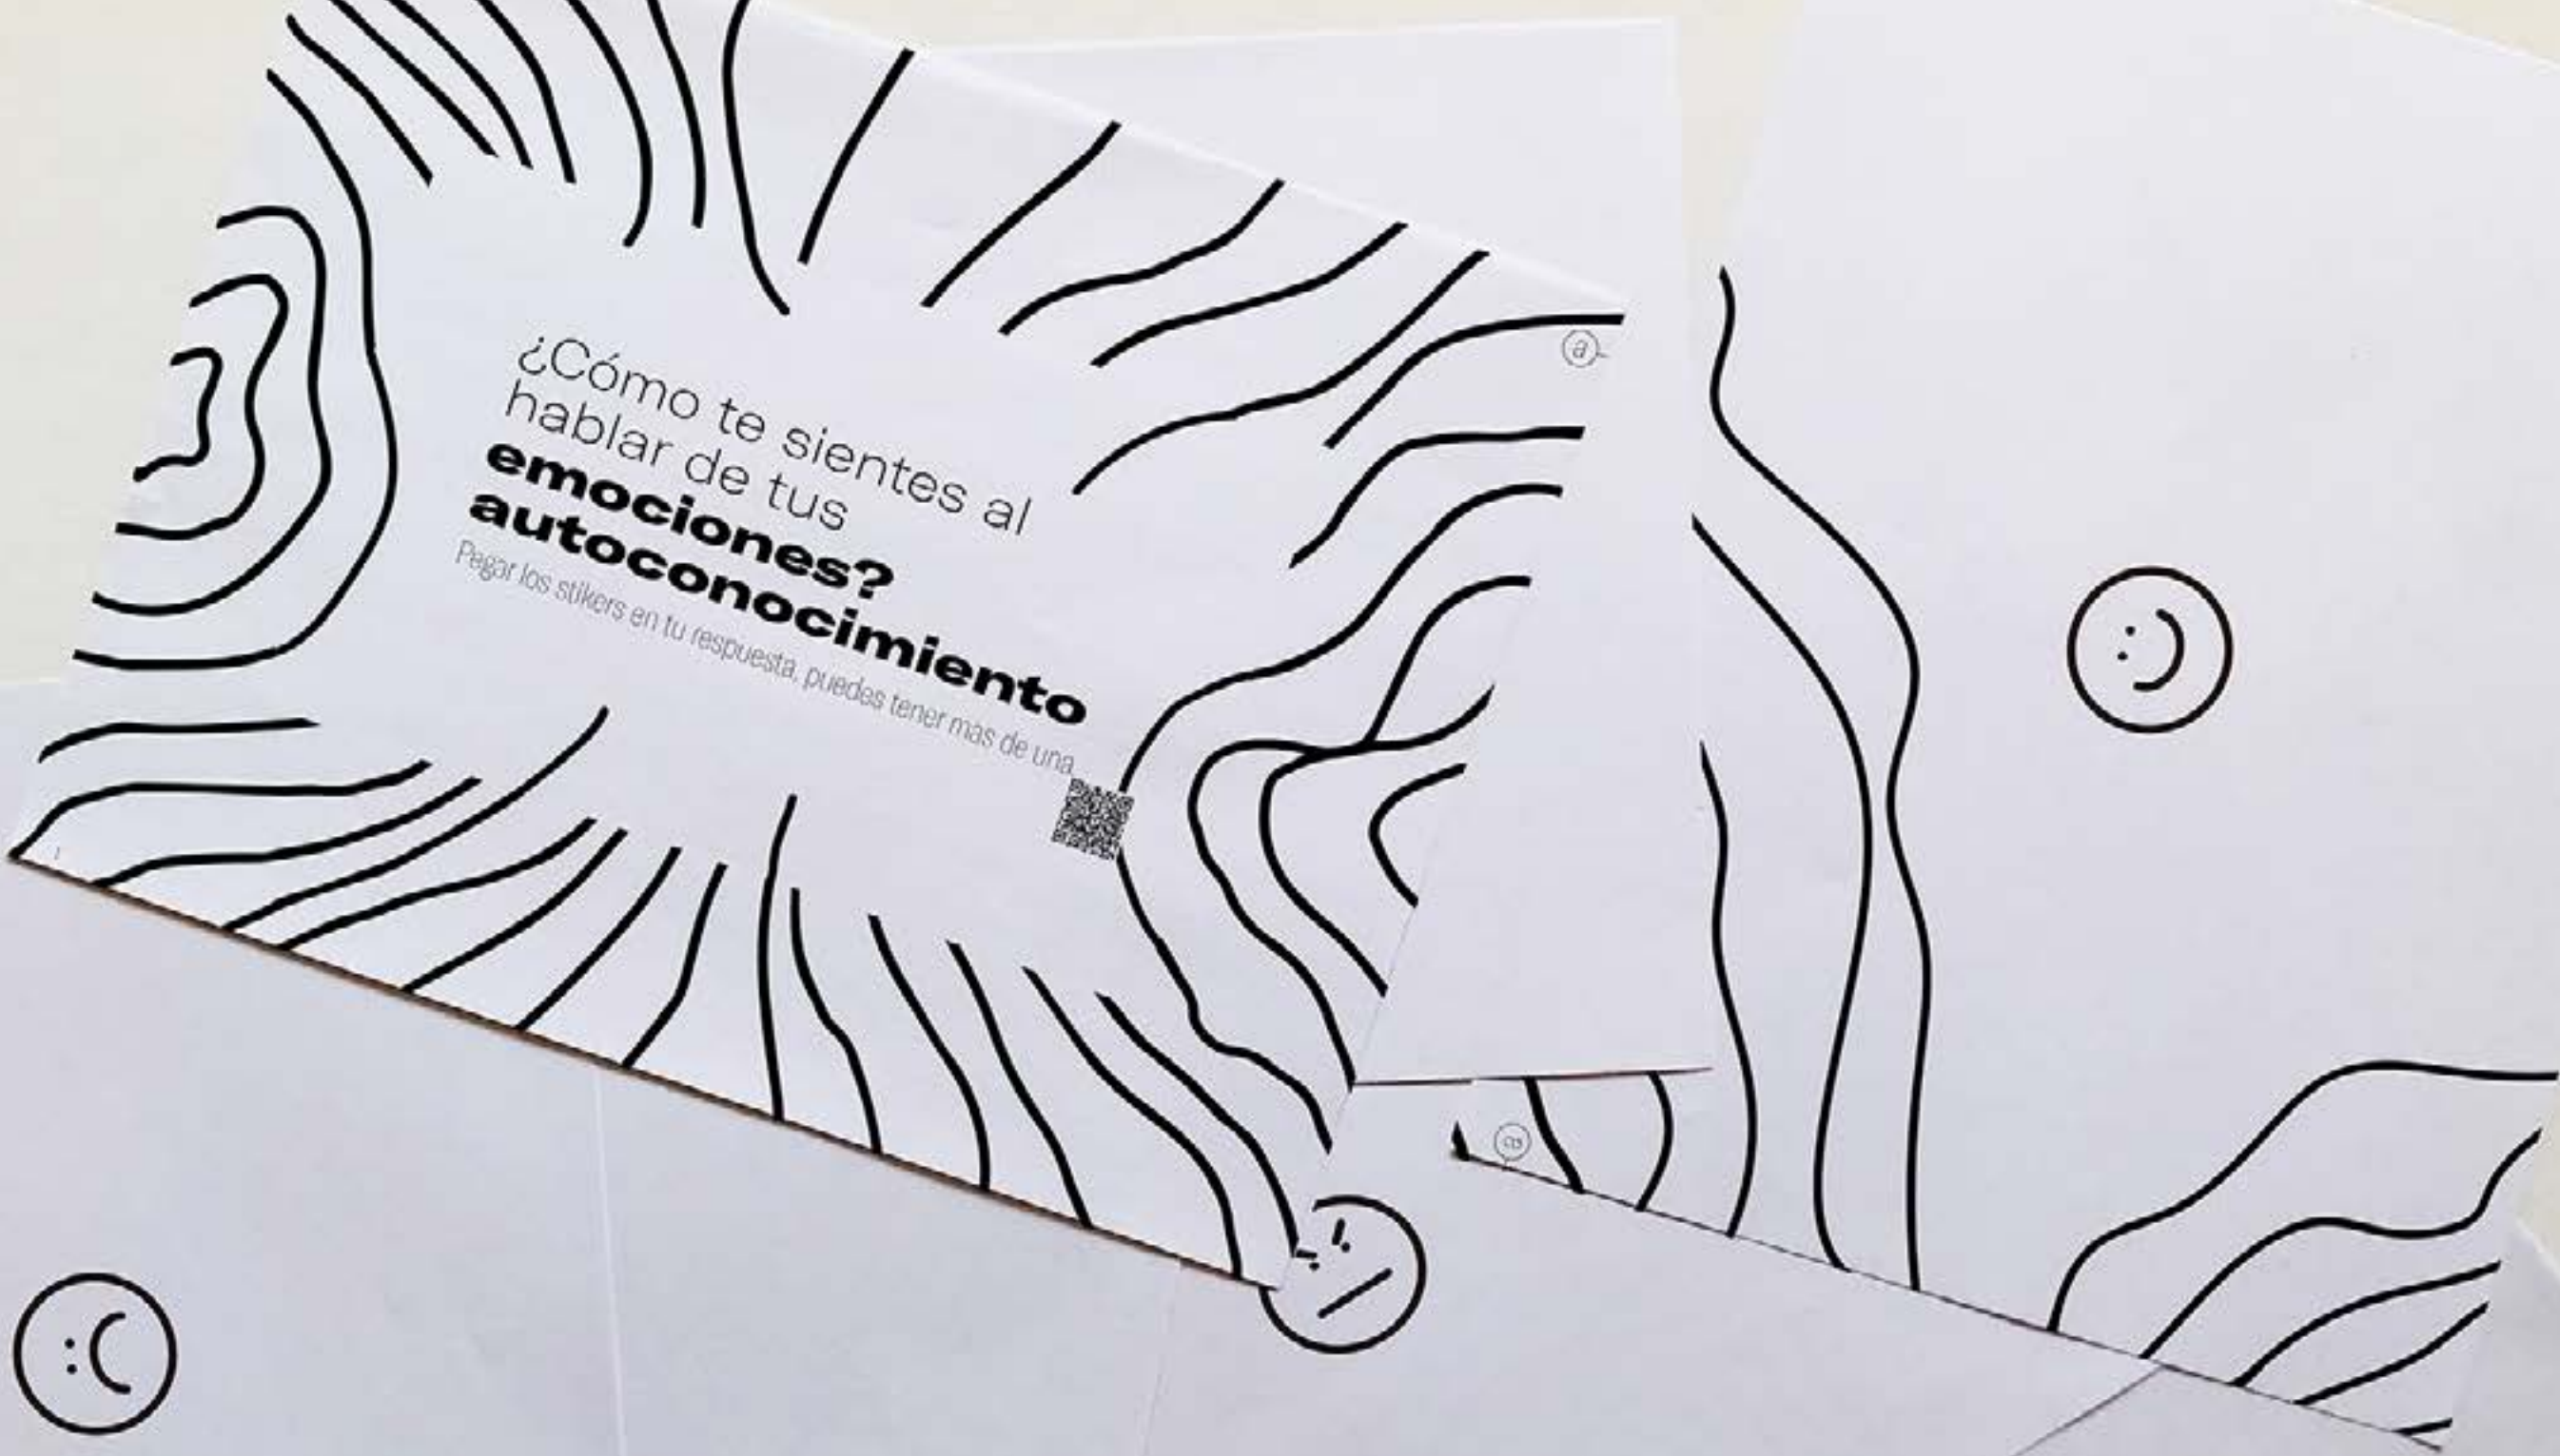 ¿Cómo te sientes al
hablar de tus
emociones?
autoconocimiento
Pegar los stikers en tu respuesta, puedes tener mas de una
a
a